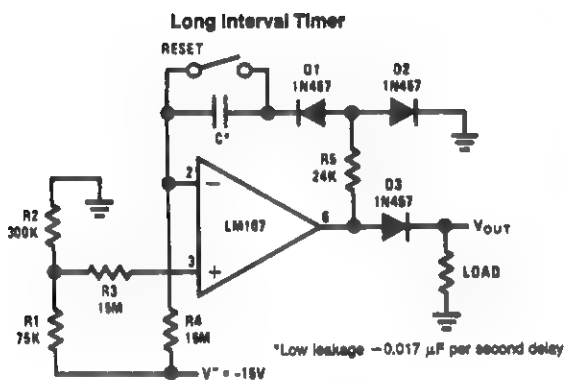 Long Interval Timer
RESET
D1
1N457
D2
1N457
C*
R5
24K
D3
1N457
2
−
LM107
6
VOUT
R2
300K
3
+
R3
15M
LOAD
R1
75K
R4
15M
V− = -15V
*Low leakage −0.017 μF per second delay